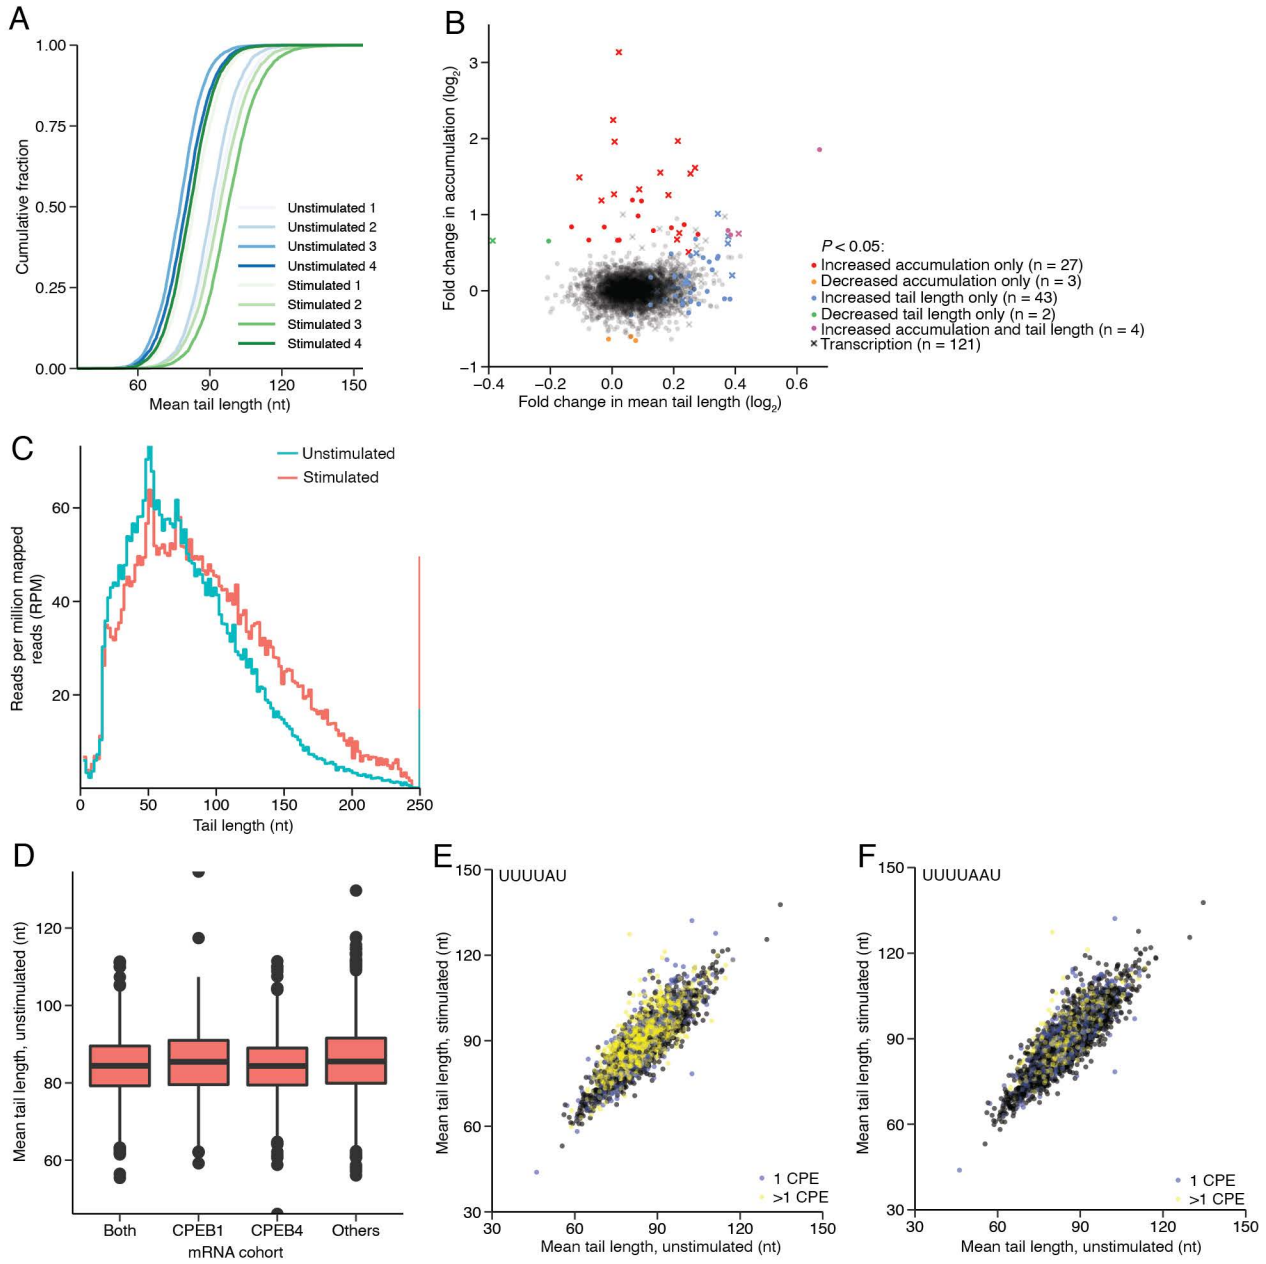 A
1.00
0.75
0.50
0.25
0.00
Cumulative fraction
60
90
120
150
Mean tail length (nt)
Unstimulated 1
Unstimulated 2
Unstimulated 3
Unstimulated 4
Stimulated 1
Stimulated 2
Stimulated 3
Stimulated 4
B
3
2
1
0
−1
Fold change in accumulation (log2)
−0.4
−0.2
0.0
0.2
0.4
0.6
Fold change in mean tail length (log2)
P < 0.05:
Increased accumulation only (n = 27)
Decreased accumulation only (n = 3)
Increased tail length only (n = 43)
Decreased tail length only (n = 2)
Increased accumulation and tail length (n = 4)
Transcription (n = 121)
C
60
40
20
Reads per million mapped
reads (RPM)
0
50
100
150
200
250
Tail length (nt)
Unstimulated
Stimulated
D
120
100
80
60
Mean tail length, unstimulated (nt)
Both
CPEB1
CPEB4
Others
mRNA cohort
E
UUUUAU
150
120
90
60
30
Mean tail length, stimulated (nt)
30
60
90
120
150
Mean tail length, unstimulated (nt)
1 CPE
>1 CPE
F
UUUUAAU
150
120
90
60
30
Mean tail length, stimulated (nt)
30
60
90
120
150
Mean tail length, unstimulated (nt)
1 CPE
>1 CPE